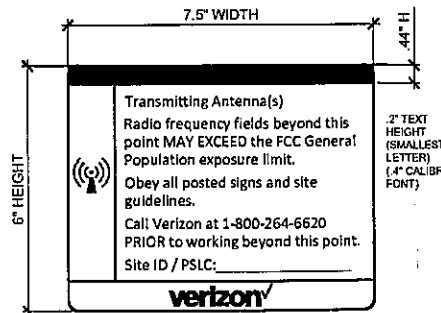 7.5" WIDTH
.44" H
6" HEIGHT
Transmitting Antenna(s)
Radio frequency fields beyond this
point MAY EXCEED the FCC General
Population exposure limit.
Obey all posted signs and site
guidelines.
Call Verizon at 1-800-264-6620
PRIOR to working beyond this point.
Site ID / PSLC:____________
verizon✓
.2" TEXT
HEIGHT
(SMALLEST
LETTER)
(.4" CALIBR
FONT)